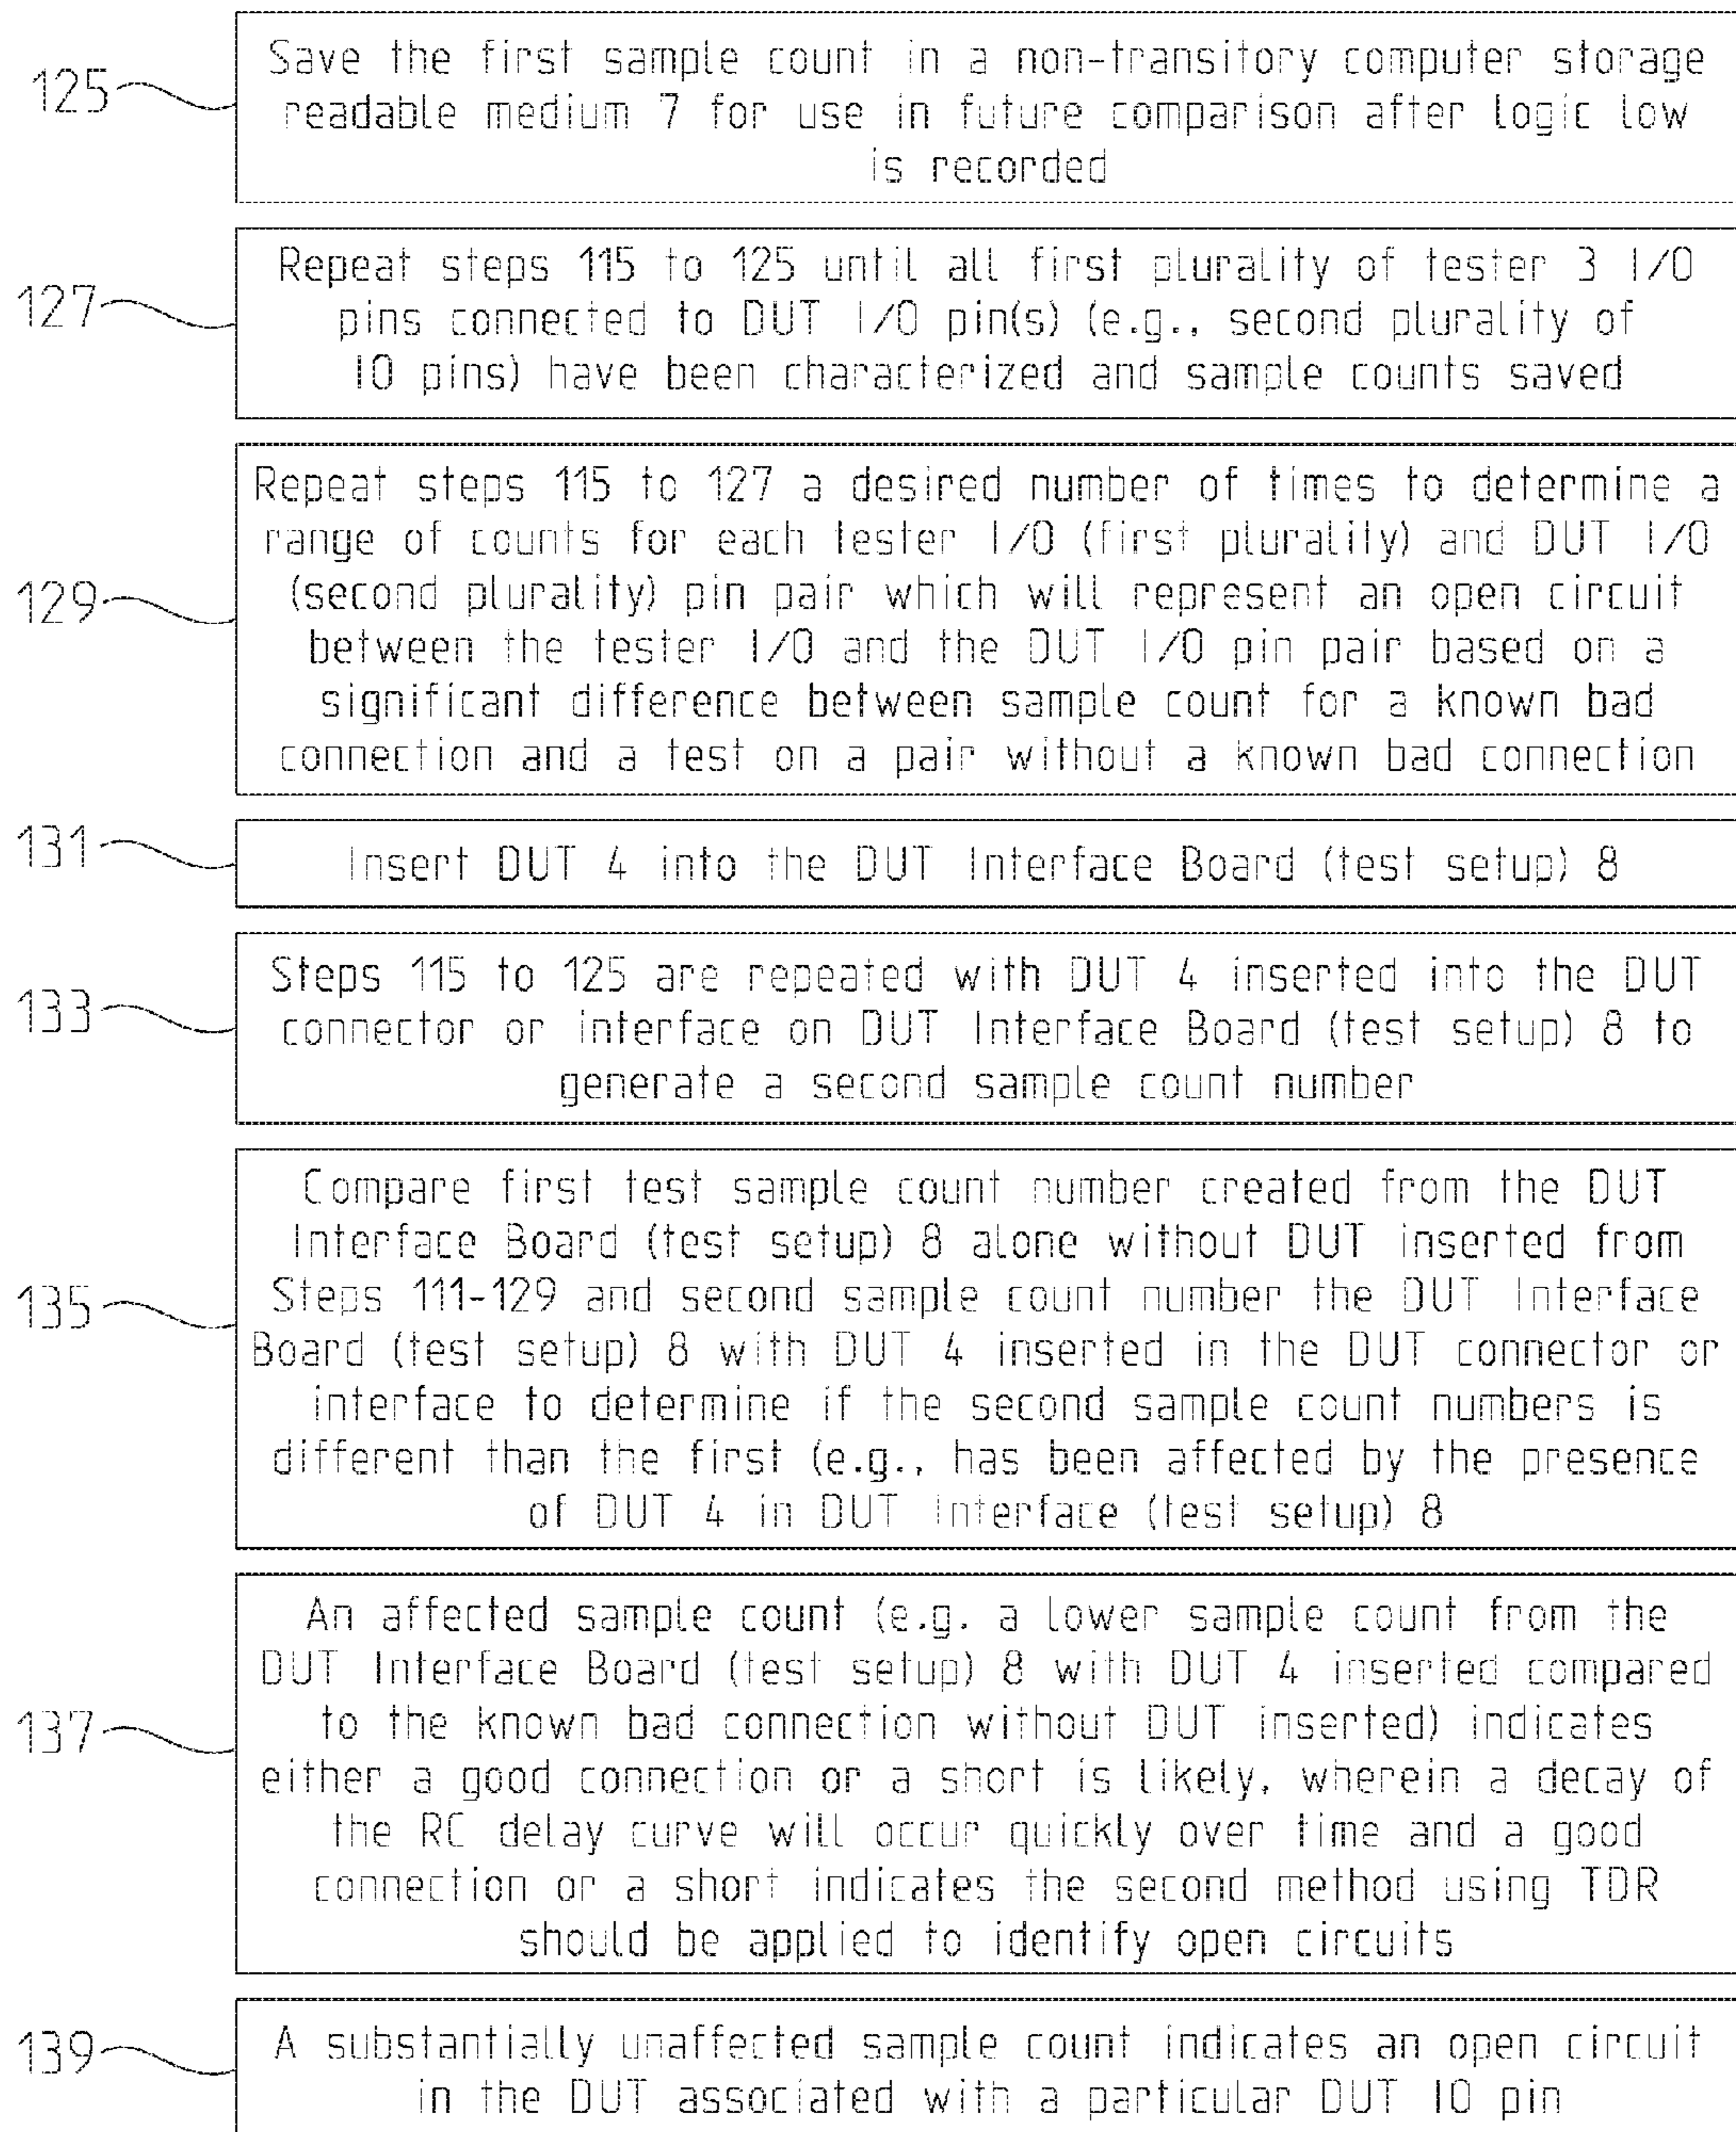 125
Save the first sample count in a non-transitory computer storage
readable medium 7 for use in future comparison after logic low
is recorded
127
Repeat steps 115 to 125 until all first plurality of tester 3 I/O
pins connected to DUT I/O pin(s) (e.g., second plurality of
IO pins) have been characterized and sample counts saved
129
Repeat steps 115 to 127 a desired number of times to determine a
range of counts for each tester I/O (first plurality) and DUT I/O
(second plurality) pin pair which will represent an open circuit
between the tester I/O and the DUT I/O pin pair based on a
significant difference between sample count for a known bad
connection and a test on a pair without a known bad connection
131
Insert DUT 4 into the DUT Interface Board (test setup) 8
133
Steps 115 to 125 are repeated with DUT 4 inserted into the DUT
connector or interface on DUT Interface Board (test setup) 8 to
generate a second sample count number
135
Compare first test sample count number created from the DUT
Interface Board (test setup) 8 alone without DUT inserted from
Steps 111-129 and second sample count number the DUT Interface
Board (test setup) 8 with DUT 4 inserted in the DUT connector or
interface to determine if the second sample count numbers is
different than the first (e.g., has been affected by the presence
of DUT 4 in DUT Interface (test setup) 8
137
An affected sample count (e.g. a lower sample count from the
DUT Interface Board (test setup) 8 with DUT 4 inserted compared
to the known bad connection without DUT inserted) indicates
either a good connection or a short is likely, wherein a decay of
the RC delay curve will occur quickly over time and a good
connection or a short indicates the second method using TDR
should be applied to identify open circuits
139
A substantially unaffected sample count indicates an open circuit
in the DUT associated with a particular DUT IO pin